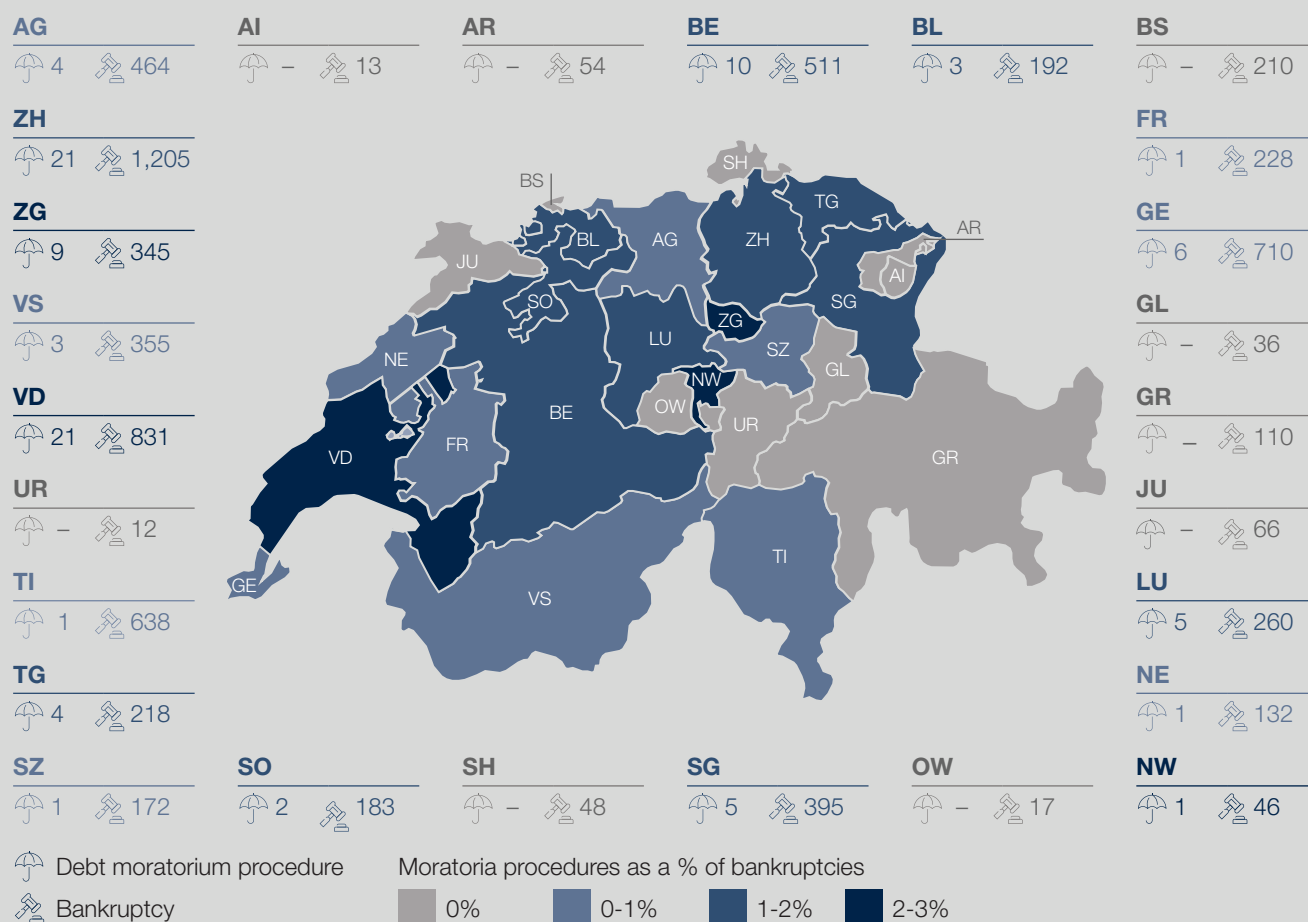 AG AI AR BE BL BS
4 464 – 13 – 54 10 511 3 192 – 210
ZH FR
21 1,205 1 228
ZG GE
9 345 6 710
VS GL
3 355 – 36
VD GR
21 831 – 110
UR JU
– 12 – 66
TI LU
1 638 5 260
TG NE
4 218 1 132
SZ SO SH SG OW NW
1 172 2 183 – 48 5 395 – 17 1 46
SH
BS
TG
AR
BL AG ZH
JU
AI
SO SG
ZG
LU
SZ
NE
GL
NW
OW
BE
UR
FR
VD
GR
TI
GE
VS
Debt moratorium procedure
Bankruptcy
Moratoria procedures as a % of bankruptcies
0% 0-1% 1-2% 2-3%